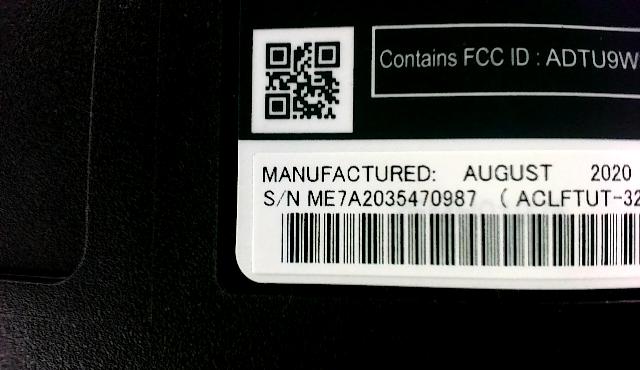 Contains FCC ID : ADTU9W
MANUFACTURED: AUGUST 2020
S/N ME7A2035470987 ( ACLFTUT-32